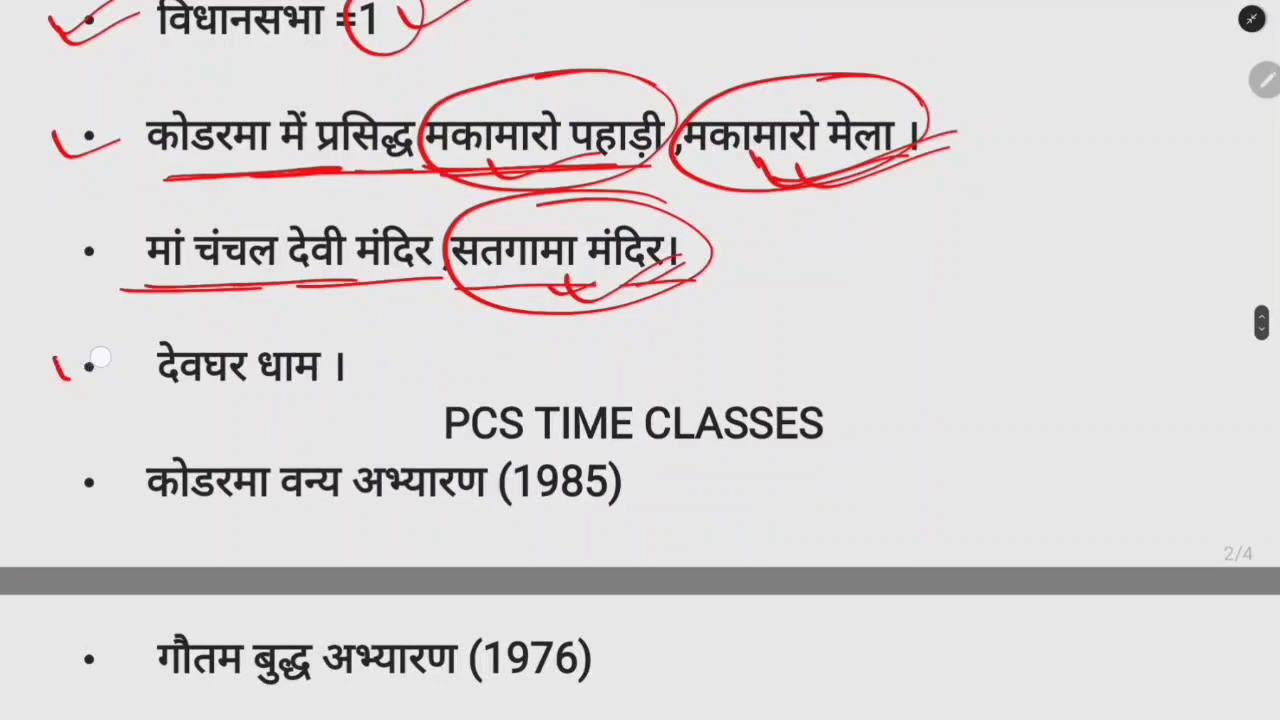 • विधानसभा =1
• कोडरमा में प्रसिद्ध मकामारो पहाड़ी ,मकामारो मेला ।
• मां चंचल देवी मंदिर ,सतगामा मंदिर।
• देवघर धाम ।
PCS TIME CLASSES
• कोडरमा वन्य अभ्यारण (1985)
2/4
• गौतम बुद्ध अभ्यारण (1976)